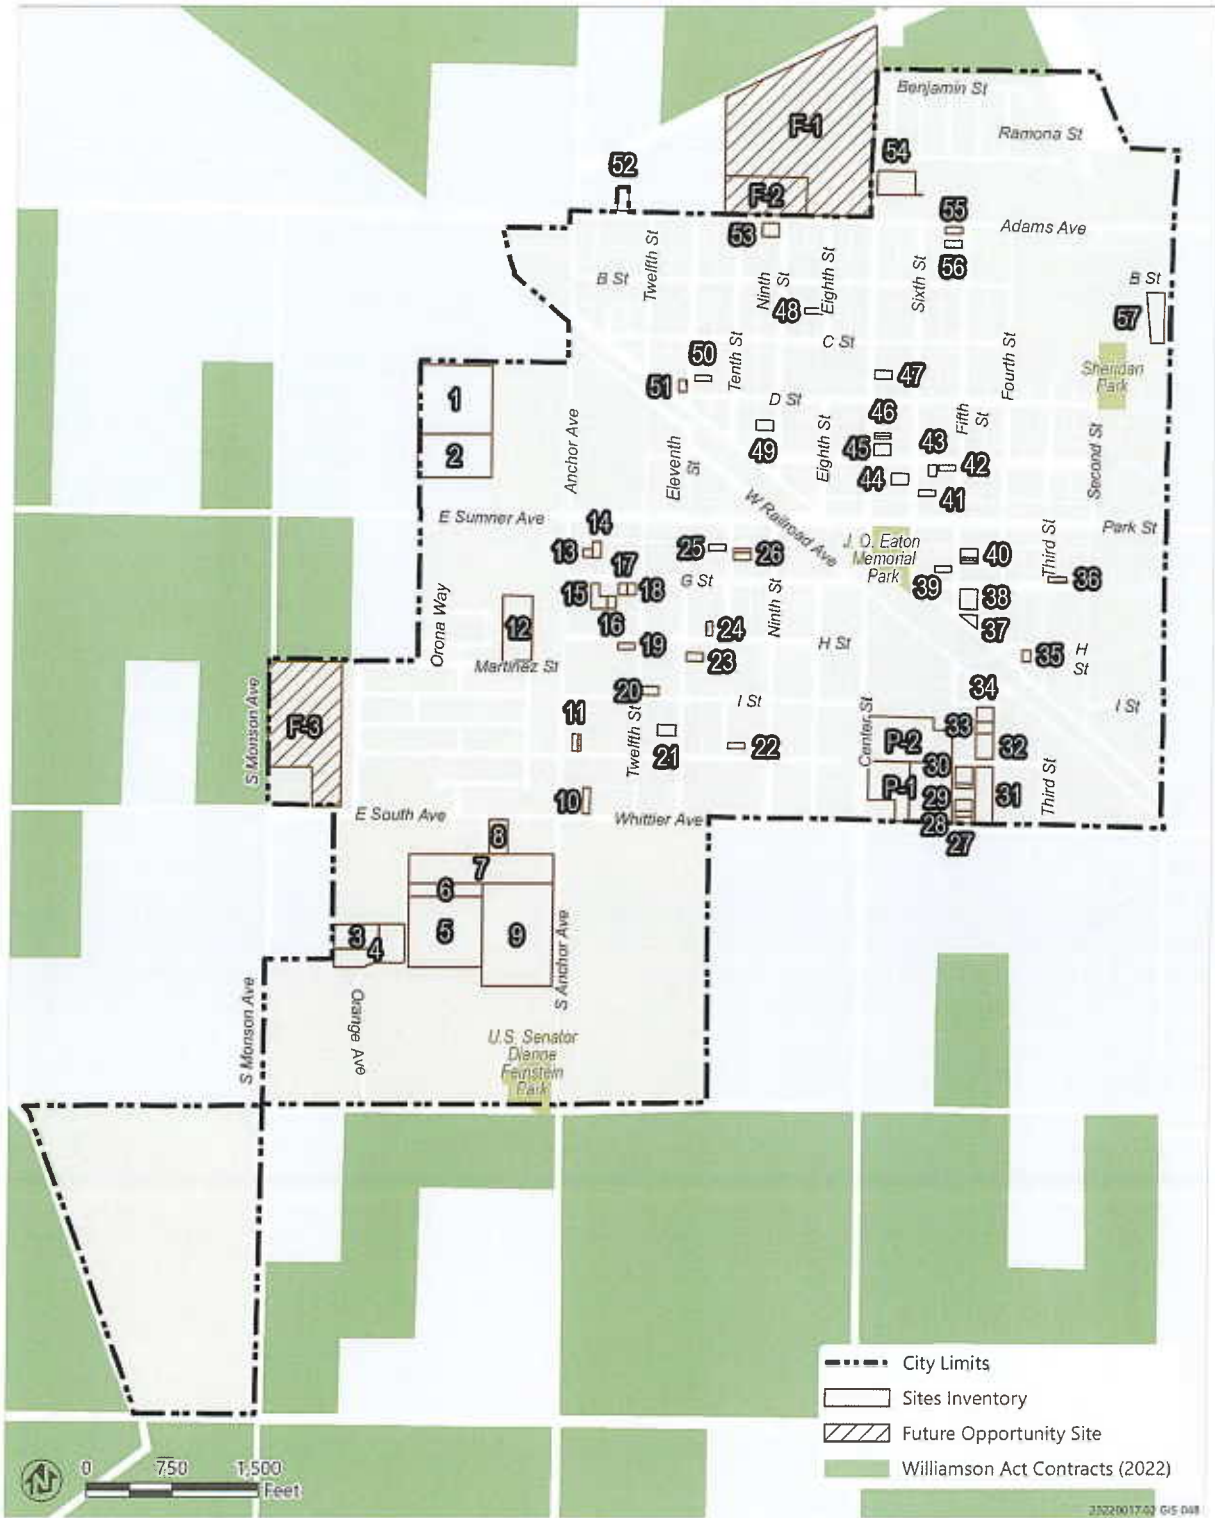 Benjamin St
F-1
Ramona St
54
52
F-2
55
Adams Ave
53
56
Twelfth St
B St
Ninth
St
Eighth St
Sixth St
B St
48
57
C St
50
Tenth St
Fourth St
Sheridan
Park
47
51
1
D St
46
Fifth
St
Anchor Ave
49
Eighth St
45
43
2
42
Eleventh
St
44
Second St
41
W Railroad Ave
E Sumner Ave
14
J. O. Eaton
Memorial
Park
Third St
Park St
13
25
26
40
17
39
36
15
18
G St
Ninth St
38
Orona Way
12
16
24
37
19
H St
23
35
H
St
Martinez St
20
34
S Monson Ave
F-3
11
I St
I St
Twelfth St
21
22
Center St
33
P-2
32
30
Third St
10
P-1
29
31
E South Ave
Whittier Ave
28
27
8
7
6
3
4
5
9
S Anchor Ave
S Monson Ave
Orange Ave
U.S. Senator
Dianne
Feinstein
Park
City Limits
Sites Inventory
Future Opportunity Site
Williamson Act Contracts (2022)
N
0 750 1,500
Feet
20220017.02 GIS 048